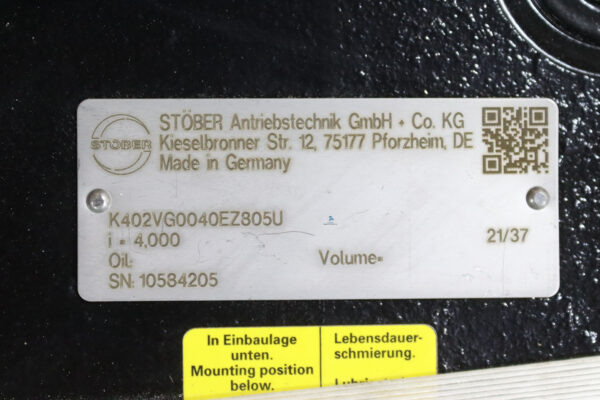 STÖBER
STÖBER Antriebstechnik GmbH + Co. KG
Kieselbronner Str. 12, 75177 Pforzheim, DE
Made in Germany
K402VG0040EZ805U
i = 4,000
21/37
Oil:
Volume=
SN: 10584205
In Einbaulage
unten.
Mounting position
below.
Lebensdauer-
schmierung.